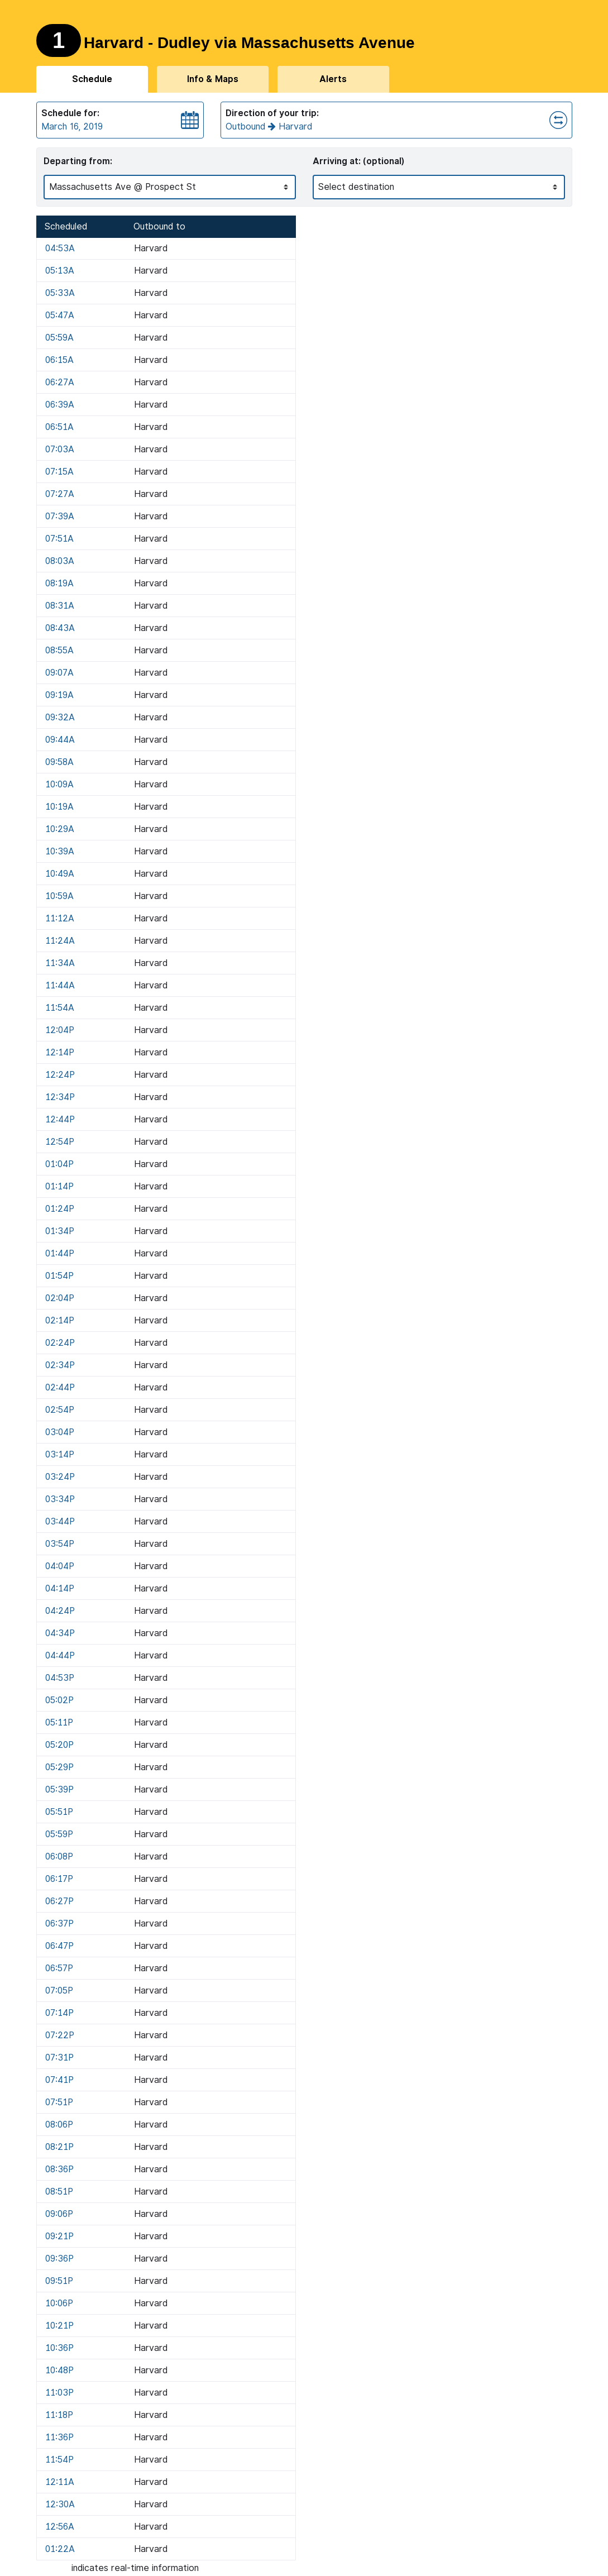 1 Harvard - Dudley via Massachusetts Avenue
Schedule Info & Maps Alerts
Schedule for:
March 16, 2019
Direction of your trip:
Outbound → Harvard
Departing from:
Massachusetts Ave @ Prospect St
Arriving at: (optional)
Select destination
Scheduled Outbound to
04:53A Harvard
05:13A Harvard
05:33A Harvard
05:47A Harvard
05:59A Harvard
06:15A Harvard
06:27A Harvard
06:39A Harvard
06:51A Harvard
07:03A Harvard
07:15A Harvard
07:27A Harvard
07:39A Harvard
07:51A Harvard
08:03A Harvard
08:19A Harvard
08:31A Harvard
08:43A Harvard
08:55A Harvard
09:07A Harvard
09:19A Harvard
09:32A Harvard
09:44A Harvard
09:58A Harvard
10:09A Harvard
10:19A Harvard
10:29A Harvard
10:39A Harvard
10:49A Harvard
10:59A Harvard
11:12A Harvard
11:24A Harvard
11:34A Harvard
11:44A Harvard
11:54A Harvard
12:04P Harvard
12:14P Harvard
12:24P Harvard
12:34P Harvard
12:44P Harvard
12:54P Harvard
01:04P Harvard
01:14P Harvard
01:24P Harvard
01:34P Harvard
01:44P Harvard
01:54P Harvard
02:04P Harvard
02:14P Harvard
02:24P Harvard
02:34P Harvard
02:44P Harvard
02:54P Harvard
03:04P Harvard
03:14P Harvard
03:24P Harvard
03:34P Harvard
03:44P Harvard
03:54P Harvard
04:04P Harvard
04:14P Harvard
04:24P Harvard
04:34P Harvard
04:44P Harvard
04:53P Harvard
05:02P Harvard
05:11P Harvard
05:20P Harvard
05:29P Harvard
05:39P Harvard
05:51P Harvard
05:59P Harvard
06:08P Harvard
06:17P Harvard
06:27P Harvard
06:37P Harvard
06:47P Harvard
06:57P Harvard
07:05P Harvard
07:14P Harvard
07:22P Harvard
07:31P Harvard
07:41P Harvard
07:51P Harvard
08:06P Harvard
08:21P Harvard
08:36P Harvard
08:51P Harvard
09:06P Harvard
09:21P Harvard
09:36P Harvard
09:51P Harvard
10:06P Harvard
10:21P Harvard
10:36P Harvard
10:48P Harvard
11:03P Harvard
11:18P Harvard
11:36P Harvard
11:54P Harvard
12:11A Harvard
12:30A Harvard
12:56A Harvard
01:22A Harvard
indicates real-time information